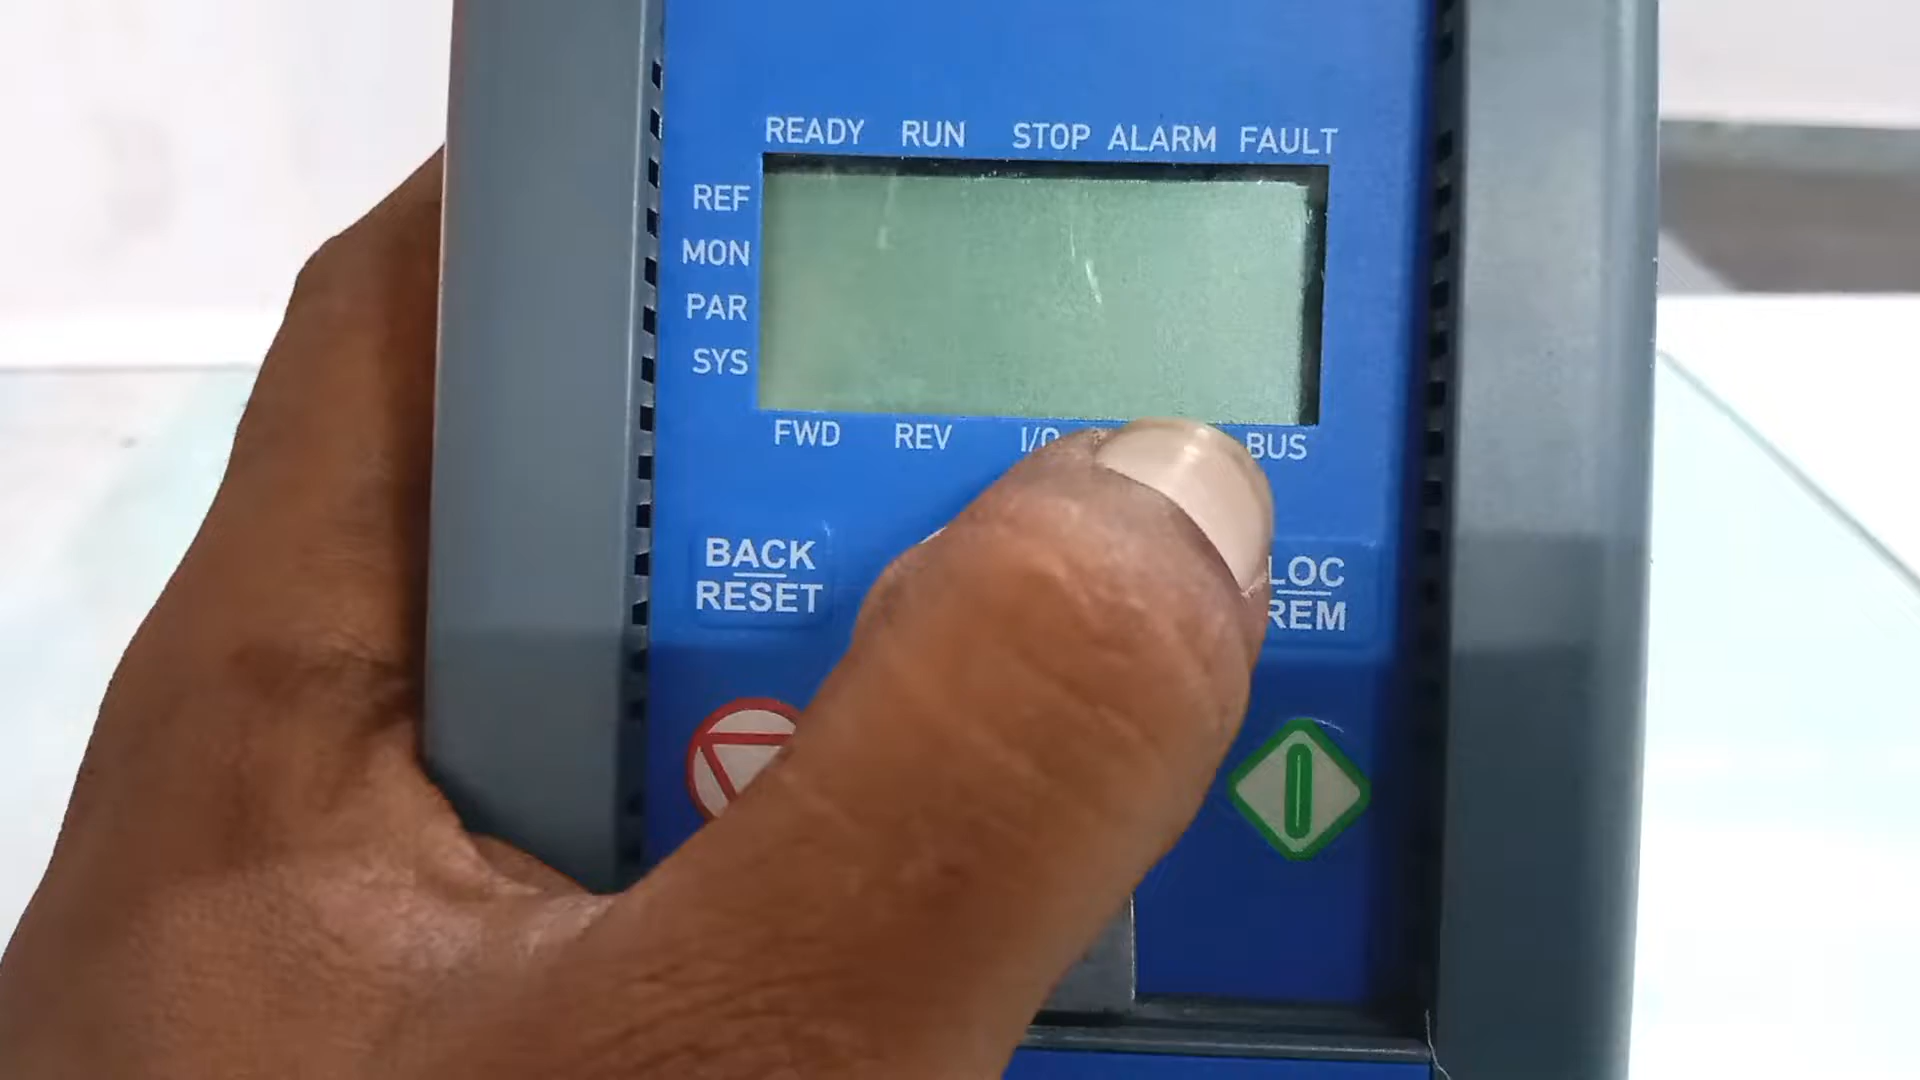 READY RUN STOP ALARM FAULT
REF
MON
PAR
SYS
FWD REV I/O BUS
BACK
RESET
LOC
REM